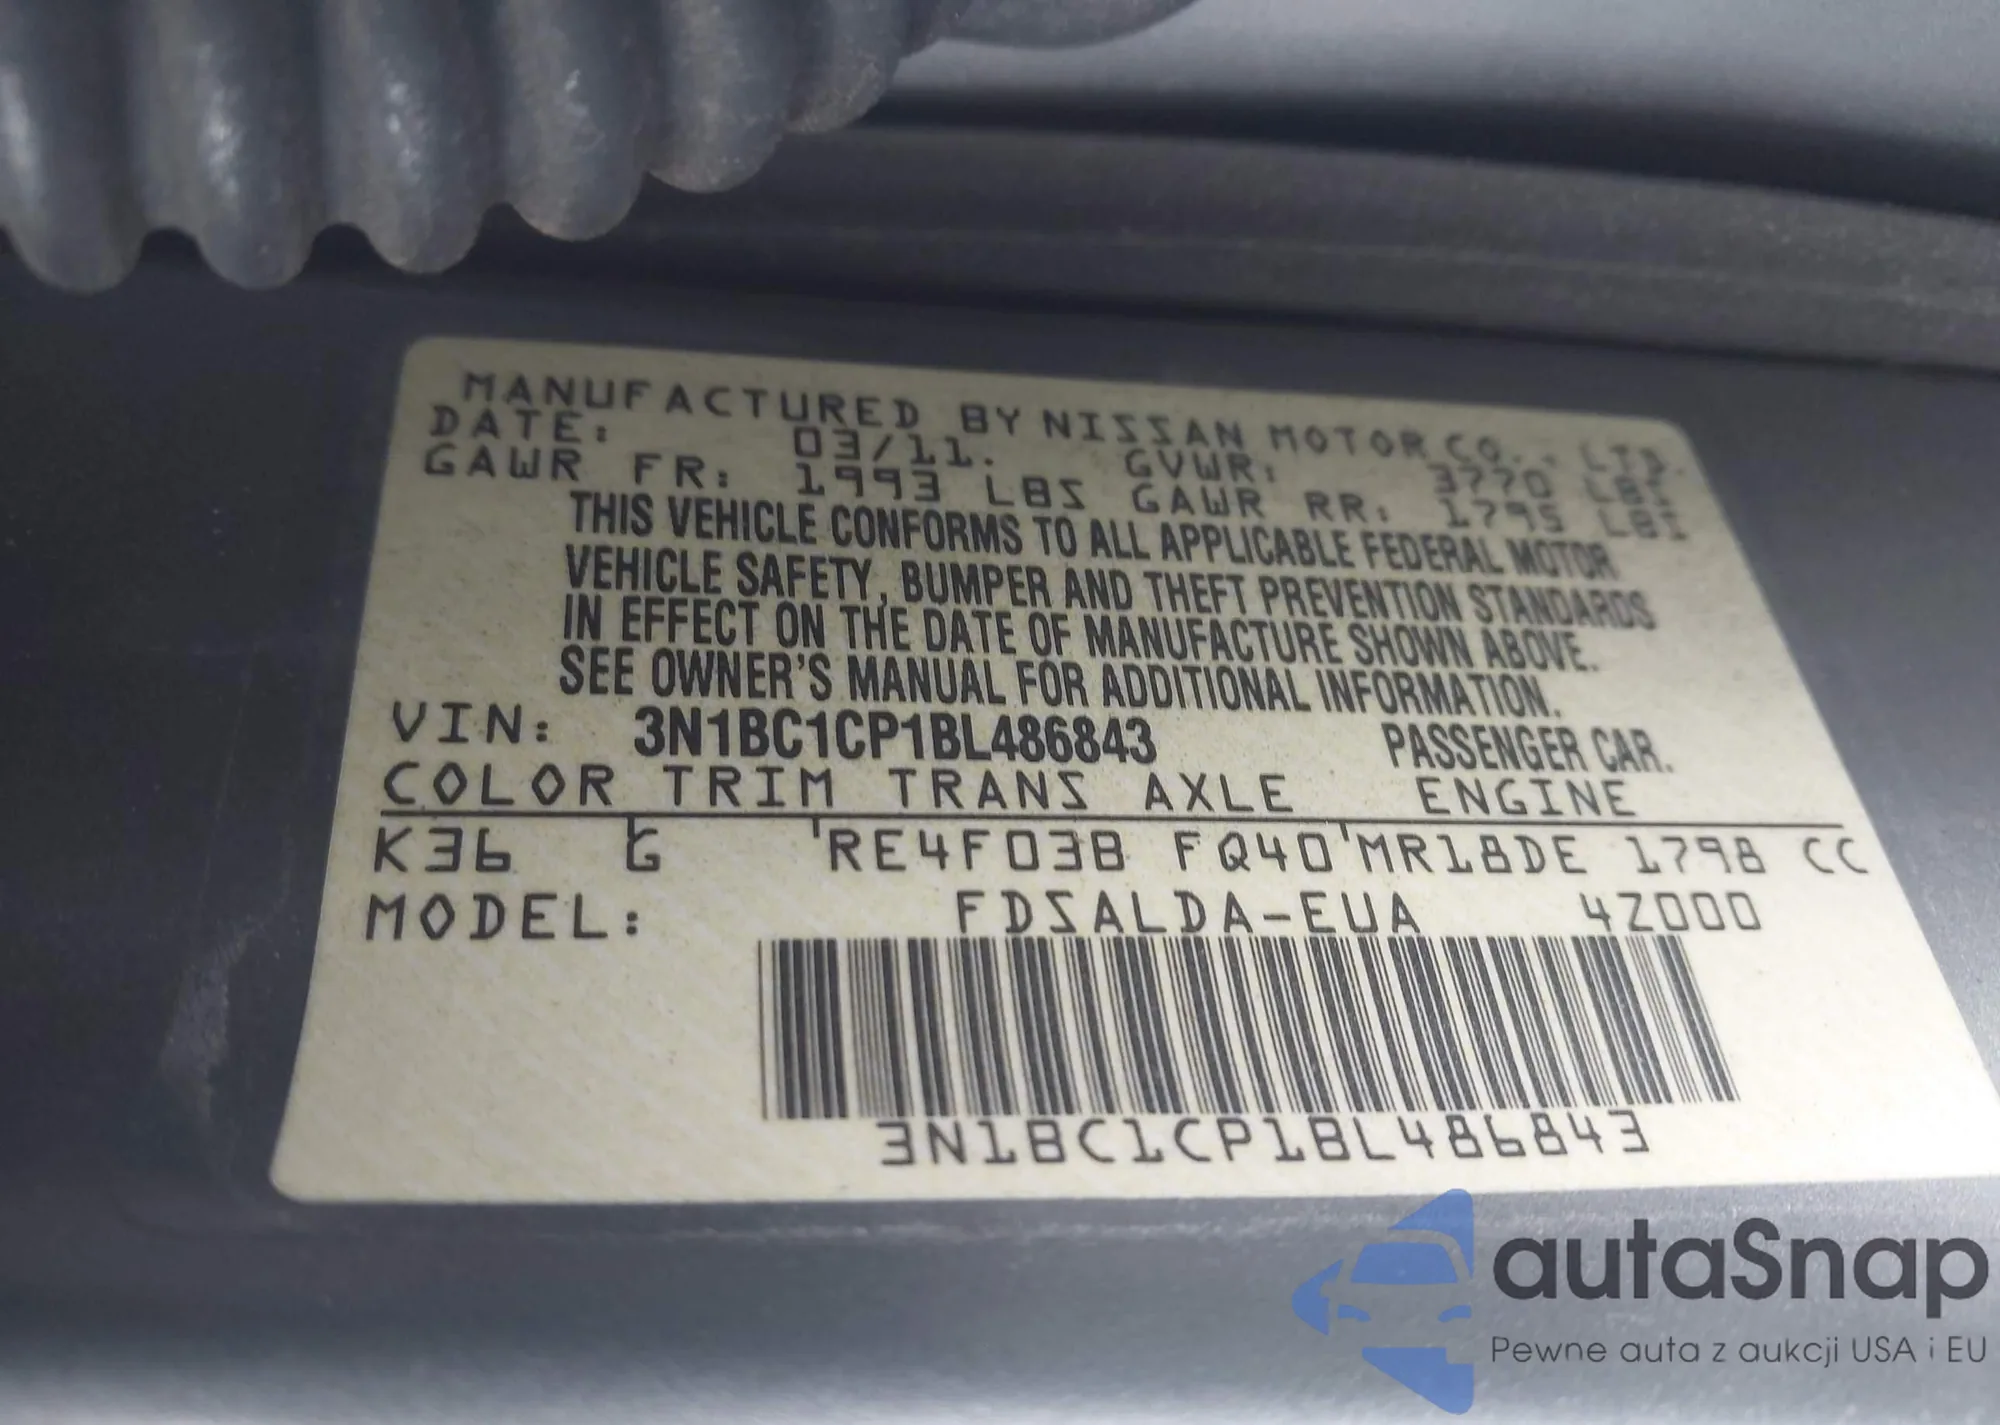 MANUFACTURED BY NISSAN MOTOR CO., LTD.
DATE: 03/11. GVWR: 3770 LBS
GAWR FR: 1993 LBS GAWR RR: 1795 LBS
THIS VEHICLE CONFORMS TO ALL APPLICABLE FEDERAL MOTOR
VEHICLE SAFETY, BUMPER AND THEFT PREVENTION STANDARDS
IN EFFECT ON THE DATE OF MANUFACTURE SHOWN ABOVE.
SEE OWNER'S MANUAL FOR ADDITIONAL INFORMATION.
VIN: 3N1BC1CP1BL486843 PASSENGER CAR.
COLOR TRIM TRANS AXLE ENGINE
K36 G RE4F03B FQ40 MR18DE 1798 CC
MODEL: FDSALDA-EUA 4Z000
3N1BC1CP1BL486843
autaSnap
Pewne auta z aukcji USA i EU